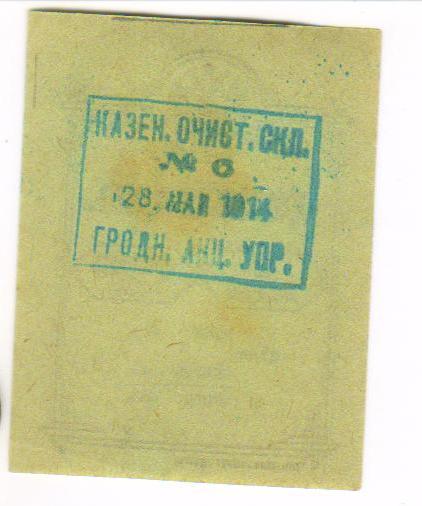 КАЗЕН. ОЧИСТ. СКЛ.
№ 6
28. МАЯ 1914
ГРОДН. АКЦ. УПР.